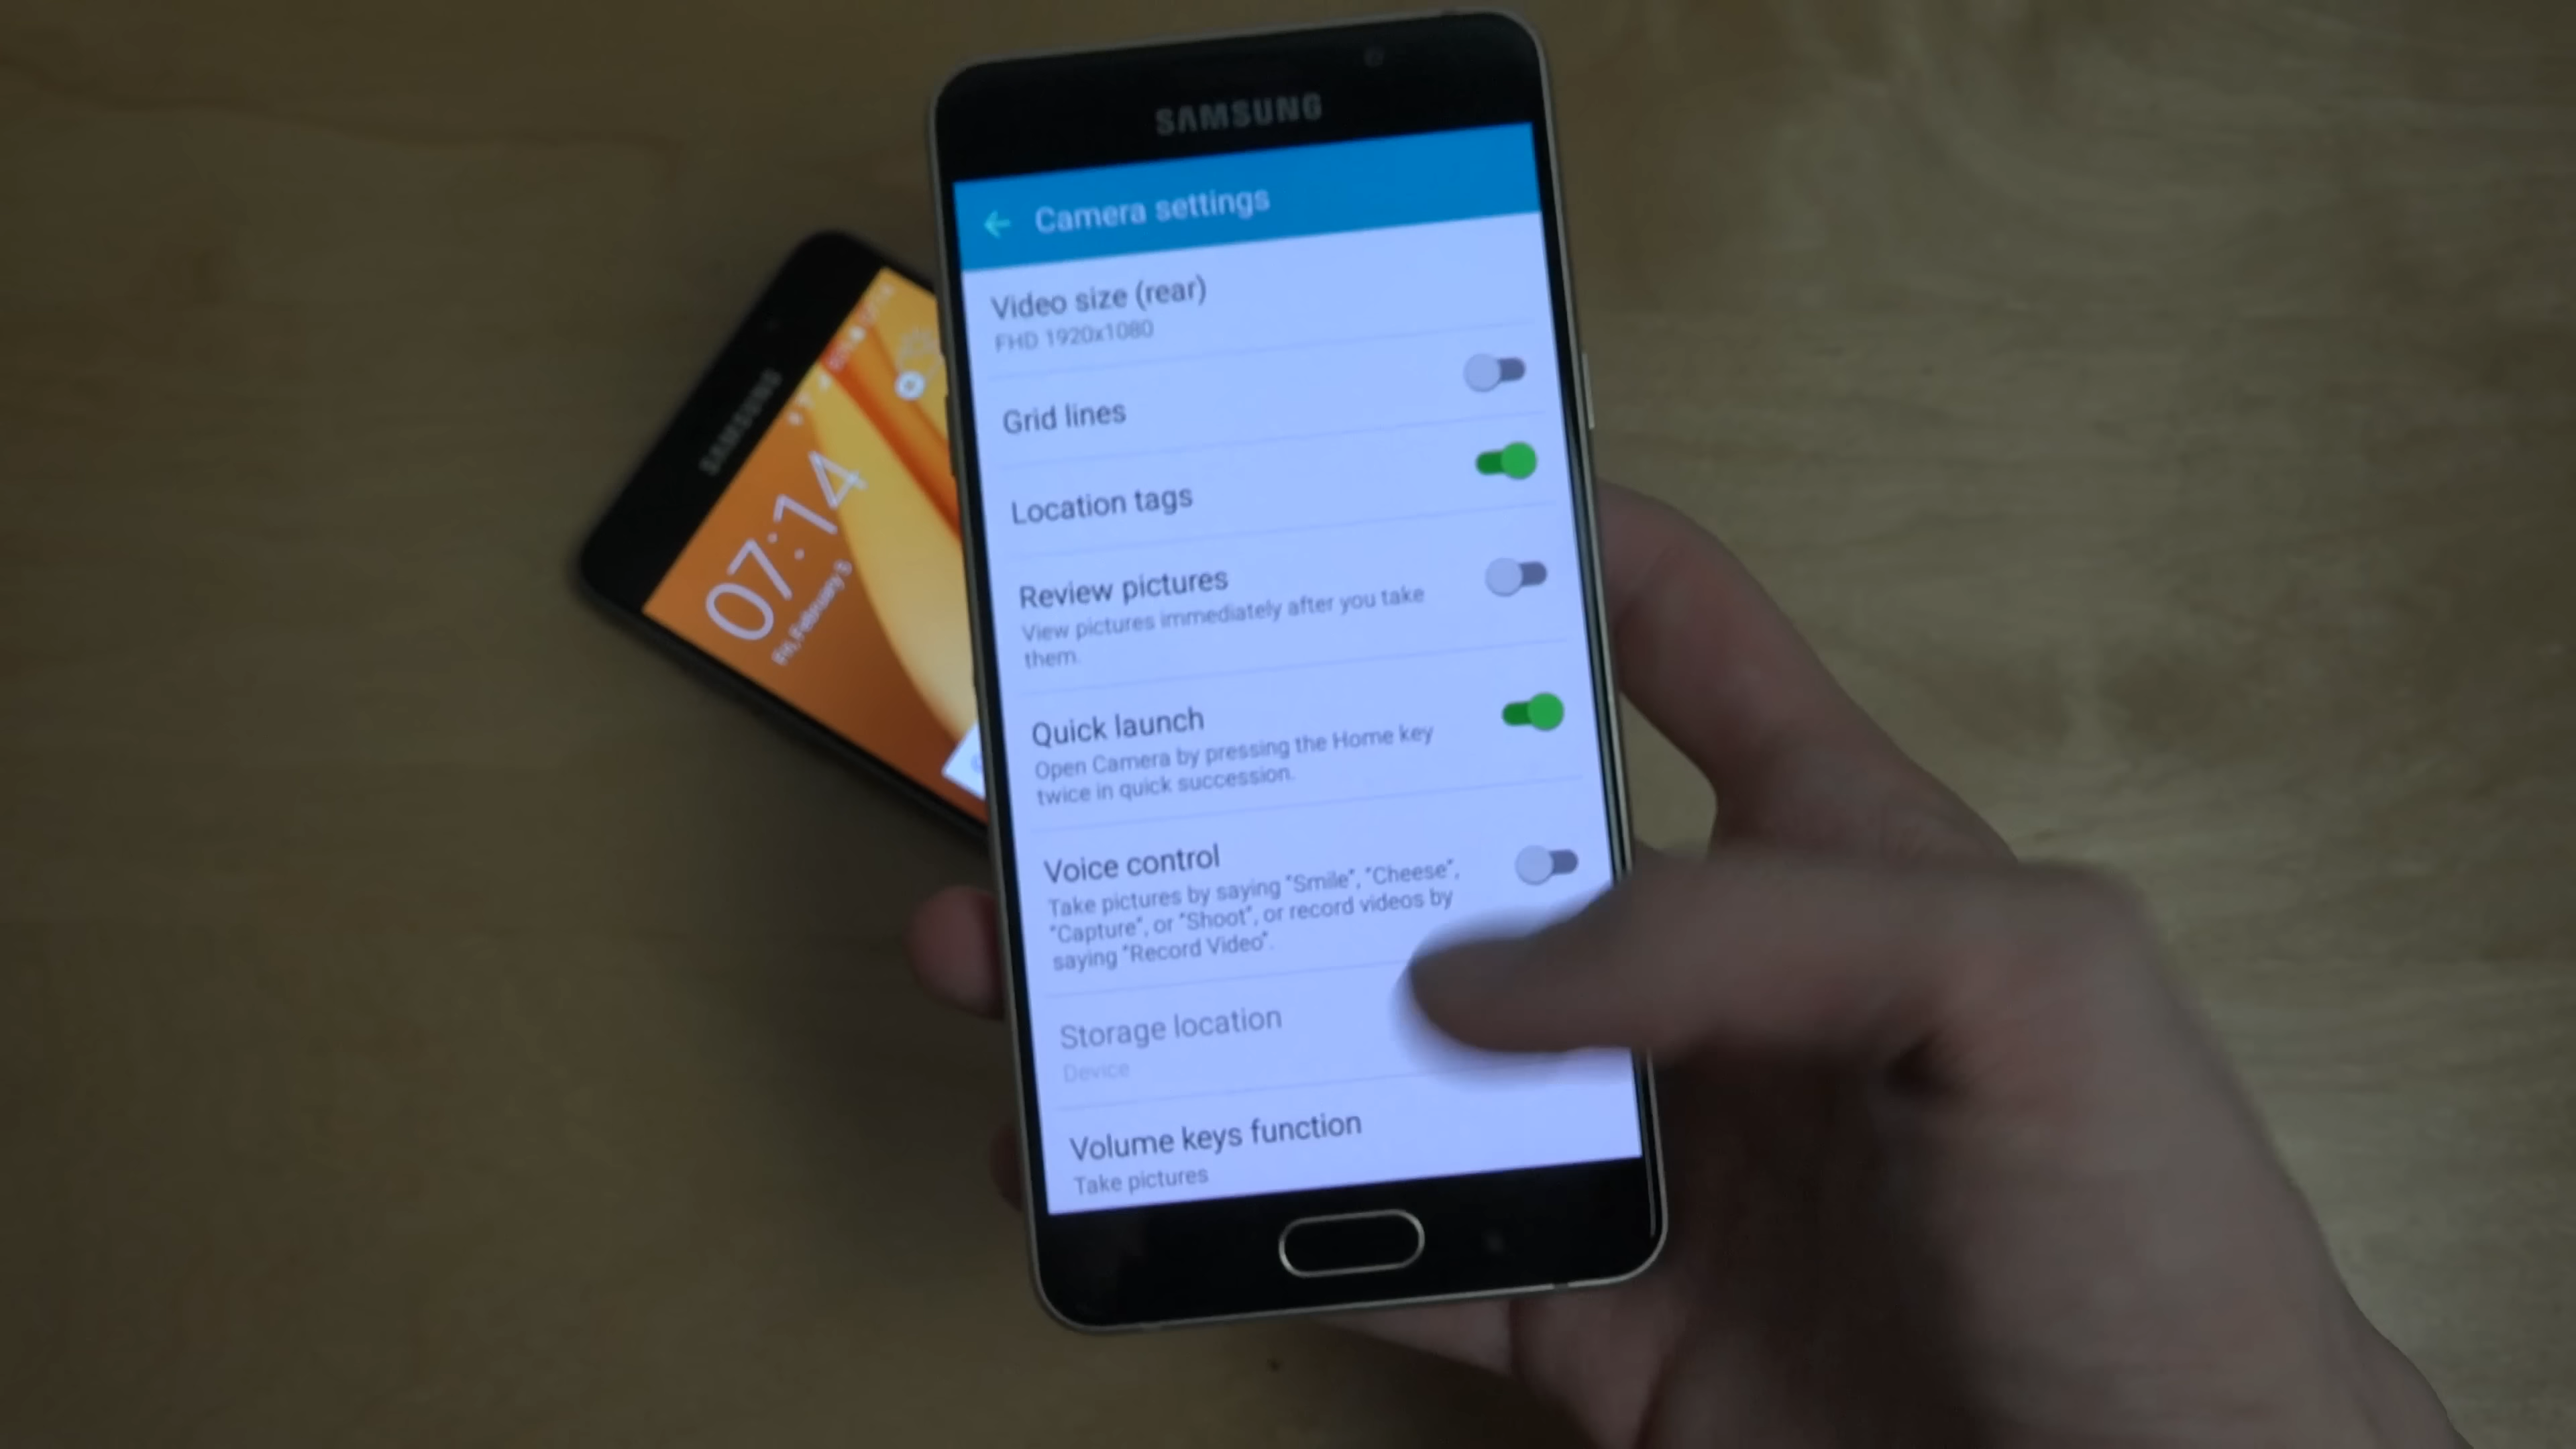 SAMSUNG
Camera settings
Video size (rear)
FHD 1920x1080
Grid lines
Location tags
Review pictures
View pictures immediately after you take
them.
Quick launch
Open Camera by pressing the Home key
twice in quick succession.
Voice control
Take pictures by saying "Smile", "Cheese",
"Capture", or "Shoot", or record videos by
saying "Record Video".
Storage location
Device
Volume keys function
Take pictures
SAMSUNG
07:14
February 5